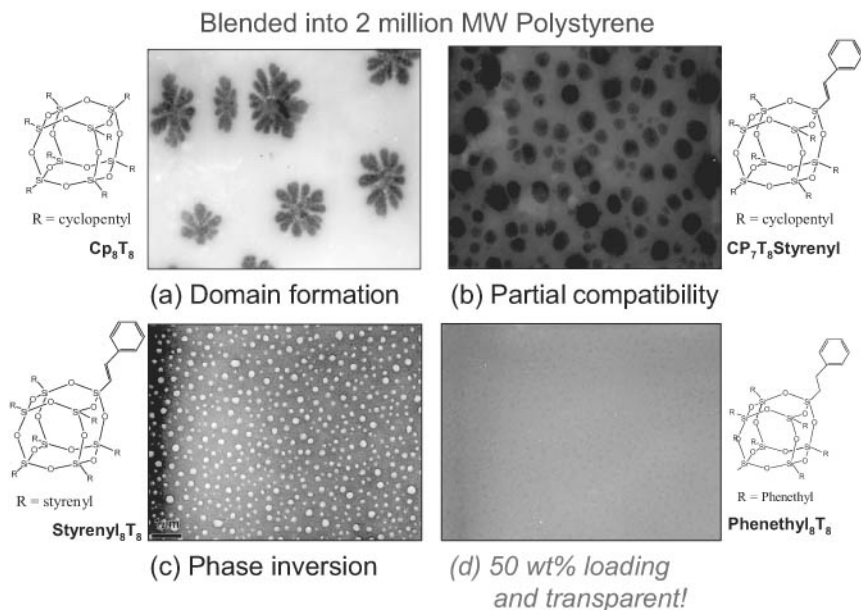 Blended into 2 million MW Polystyrene
R = cyclopentyl
Cp₈T₈
(a) Domain formation
R = cyclopentyl
CP₇T₈Styrenyl
(b) Partial compatibility
R = styrenyl
Styrenyl₈T₈
(c) Phase inversion
R = Phenethyl
Phenethyl₈T₈
(d) 50 wt% loading
and transparent!